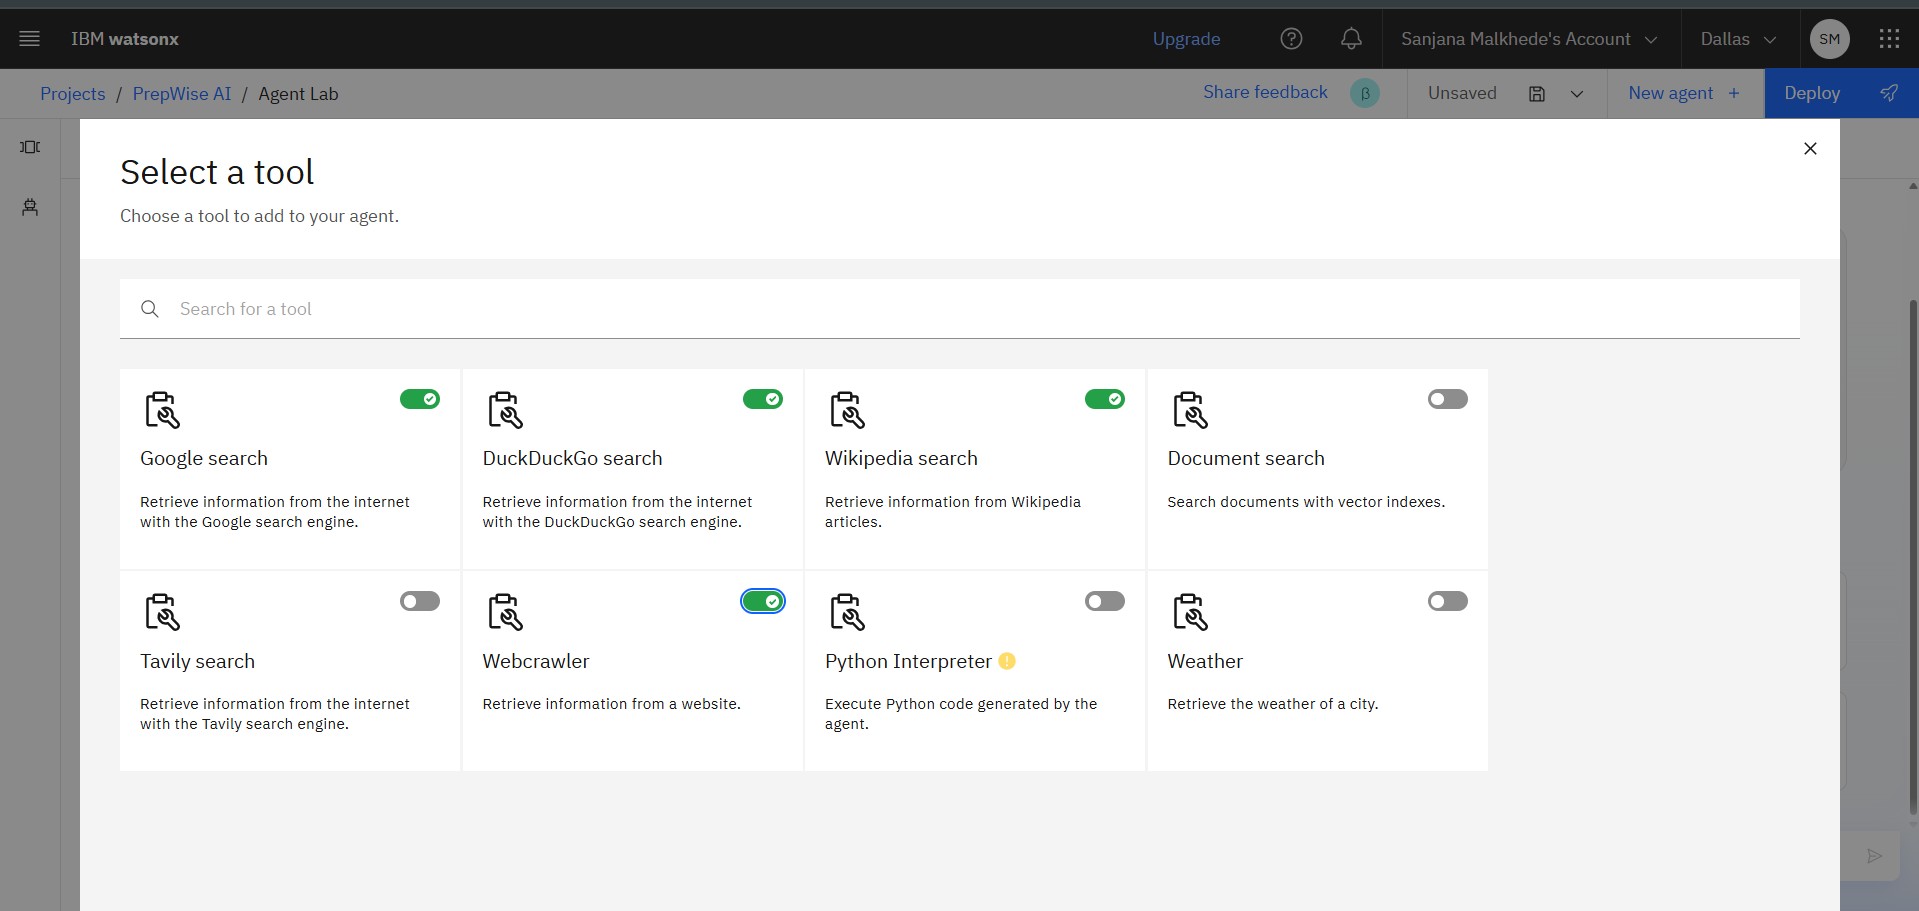 IBM watsonx
Upgrade
Sanjana Malkhede's Account
Dallas
SM
Projects / PrepWise AI / Agent Lab
Share feedback
β
Unsaved
New agent +
Deploy
Select a tool
Choose a tool to add to your agent.
Search for a tool
Google search
Retrieve information from the internet
with the Google search engine.
DuckDuckGo search
Retrieve information from the internet
with the DuckDuckGo search engine.
Wikipedia search
Retrieve information from Wikipedia
articles.
Document search
Search documents with vector indexes.
Tavily search
Retrieve information from the internet
with the Tavily search engine.
Webcrawler
Retrieve information from a website.
Python Interpreter
Execute Python code generated by the
agent.
Weather
Retrieve the weather of a city.